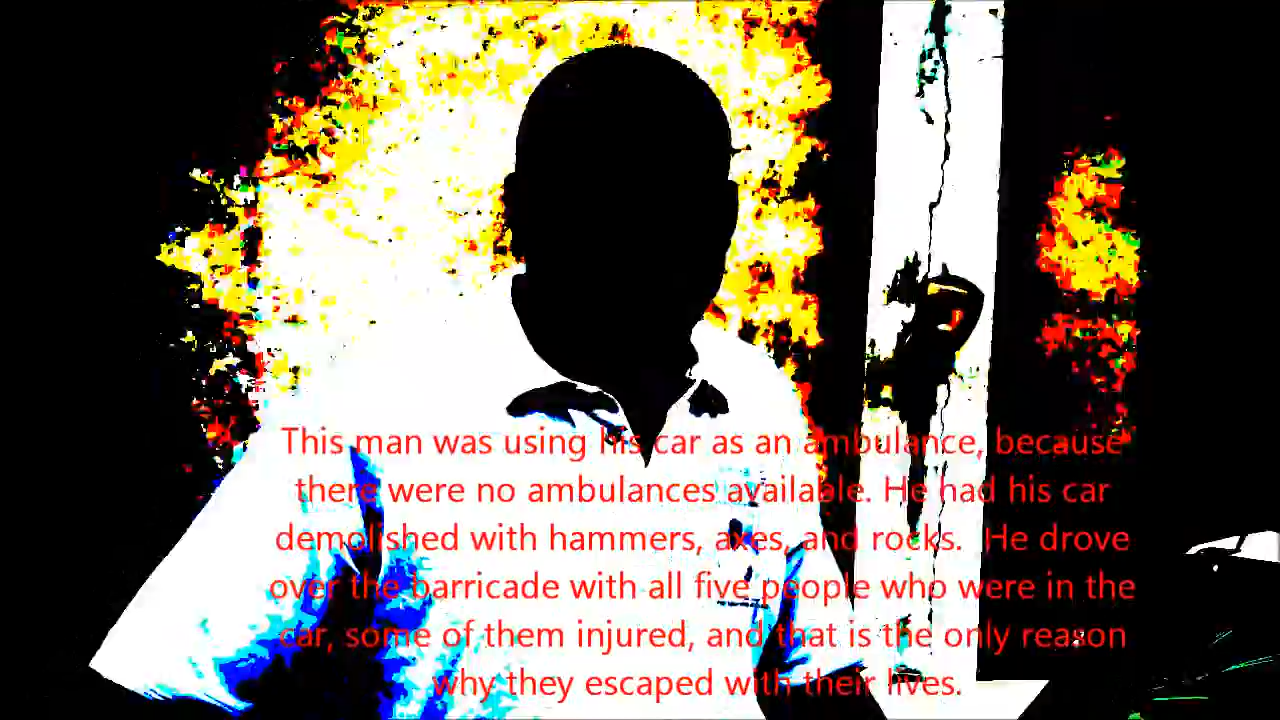 This man was using his car as an ambulance, because
there were no ambulances available. He had his car
demolished with hammers, axes, and rocks.  He drove
over the barricade with all five people who were in the
car, some of them injured, and that is the only reason
why they escaped with their lives.